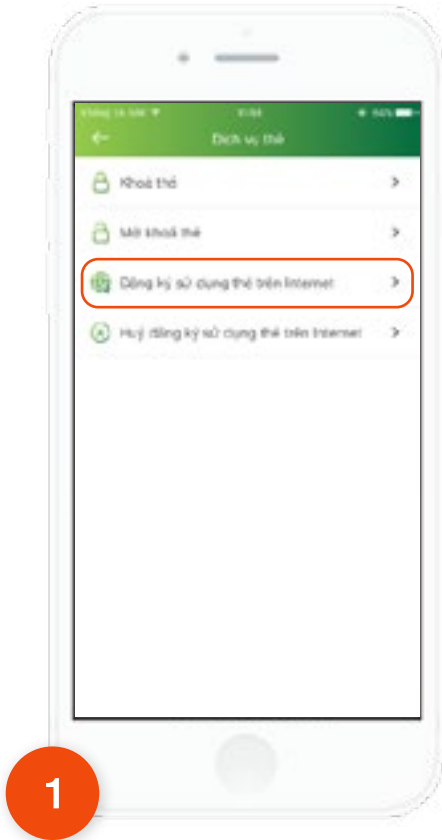 Dịch vụ thẻ
Khoá thẻ
Mở khoá thẻ
Đăng ký sử dụng thẻ trên Internet
Huỷ đăng ký sử dụng thẻ trên Internet
1